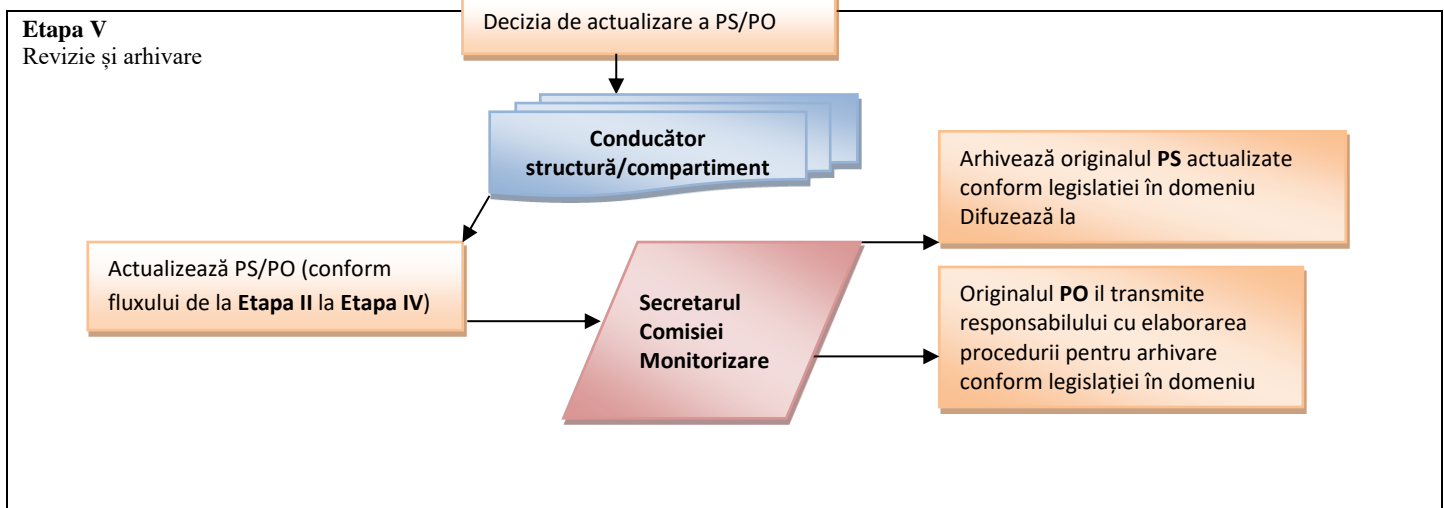 Etapa V
Revizie și arhivare
Decizia de actualizare a PS/PO
Conducător
structură/compartiment
Arhivează originalul PS actualizate
conform legislatiei în domeniu
Difuzează la
Actualizează PS/PO (conform
fluxului de la Etapa II la Etapa IV)
Secretarul
Comisiei
Monitorizare
Originalul PO il transmite
responsabilului cu elaborarea
procedurii pentru arhivare
conform legislației în domeniu